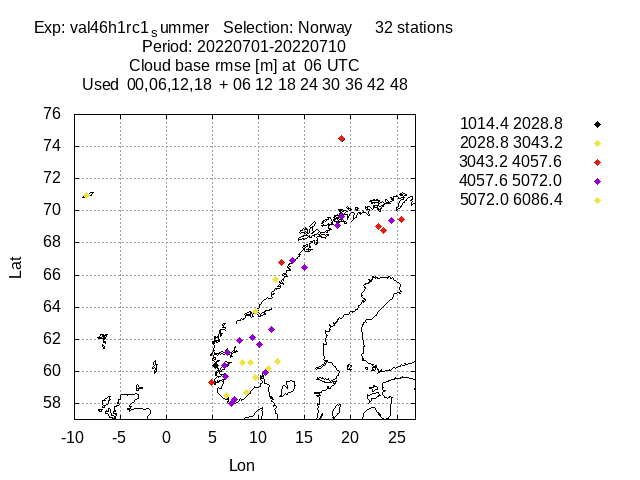 Exp: val46h1rc1summer Selection: Norway 32 stations
Period: 20220701-20220710
Cloud base rmse [m] at 06 UTC
Used 00,06,12,18 + 06 12 18 24 30 36 42 48
1014.4 2028.8
2028.8 3043.2
3043.2 4057.6
4057.6 5072.0
5072.0 6086.4
76
74
72
70
68
66
64
62
60
58
Lat
-10 -5 0 5 10 15 20 25
Lon